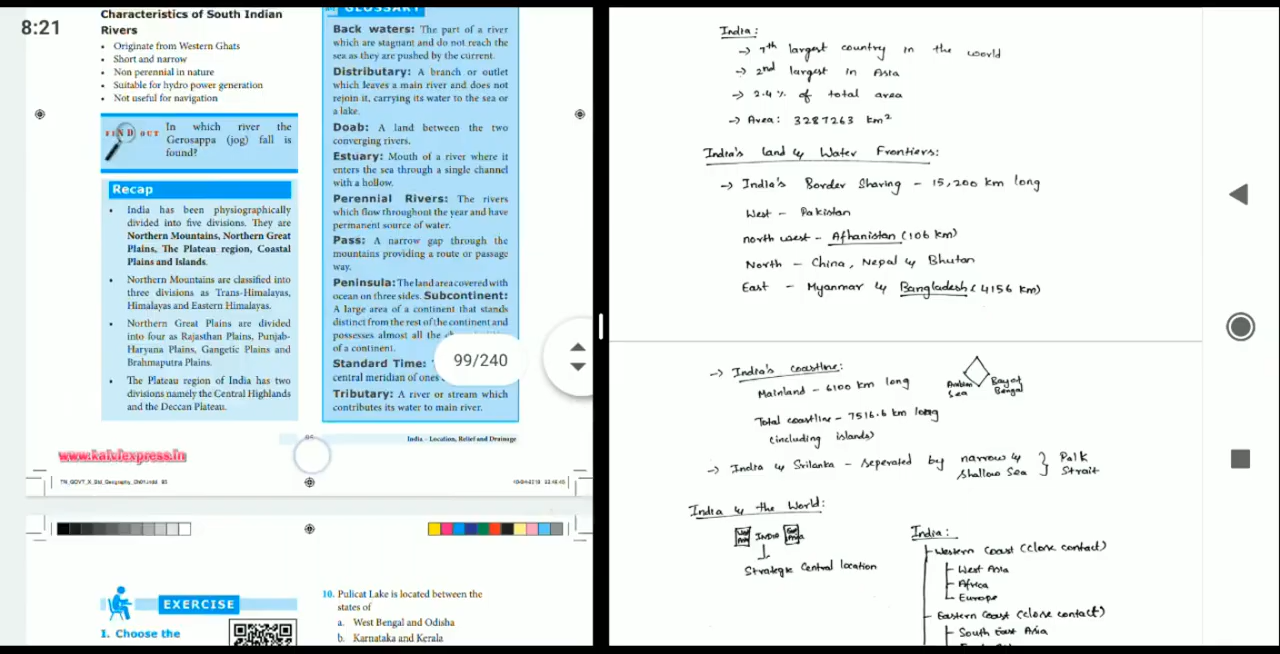 8:21
Characteristics of South Indian
Rivers
• Originate from Western Ghats
• Short and narrow
• Non perennial in nature
• Suitable for hydro power generation
• Not useful for navigation
FIND OUT
In which river the
Gerosappa (jog) fall is
found?
Recap
• India has been physiographically
divided into five divisions. They are
Northern Mountains, Northern Great
Plains, The Plateau region, Coastal
Plains and Islands.
• Northern Mountains are classified into
three divisions as Trans-Himalayas,
Himalayas and Eastern Himalayas.
• Northern Great Plains are divided
into four as Rajasthan Plains, Punjab-
Haryana Plains, Gangetic Plains and
Brahmaputra Plains.
• The Plateau region of India has two
divisions namely the Central Highlands
and the Deccan Plateau.
www.kalviexpress.in
GLOSSARY
Back waters: The part of a river
which are stagnant and do not reach the
sea as they are pushed by the current.
Distributary: A branch or outlet
which leaves a main river and does not
rejoin it, carrying its water to the sea or
a lake.
Doab: A land between the two
converging rivers.
Estuary: Mouth of a river where it
enters the sea through a single channel
with a hollow.
Perennial Rivers: The rivers
which flow throughout the year and have
permanent source of water.
Pass: A narrow gap through the
mountains providing a route or passage
way.
Peninsula: The land area covered with
ocean on three sides. Subcontinent:
A large area of a continent that stands
distinct from the rest of the continent and
possesses almost all the
of a continent.
Standard Time:
central meridian of ones
Tributary: A river or stream which
contributes its water to main river.
99/240
India - Location, Relief and Drainage
EXERCISE
I. Choose the
10. Pulicat Lake is located between the
states of
a. West Bengal and Odisha
b. Karnataka and Kerala
India:
→ 7th largest country in the world
→ 2nd largest in Asia
→ 2.4% of total area
→ Area: 3287263 km²
India's land & Water Frontiers:
→ India's Border Sharing - 15,200 km long
West - Pakistan
north west - Afhanistan (106 km)
North - China, Nepal & Bhutan
East - Myanmar & Bangladesh (4156 km)
→ India's coastline:
Mainland - 6100 km long
Arabian Sea
Bay of Bengal
Total coastline - 7516.6 km long
(including islands)
→ India & Srilanka - seperated by narrow & shallow Sea } Palk Strait
India & the World:
INDIA
Strategic Central location
India:
Western Coast (close contact)
West Asia
Africa
Europe
Eastern Coast (close contact)
South East Asia